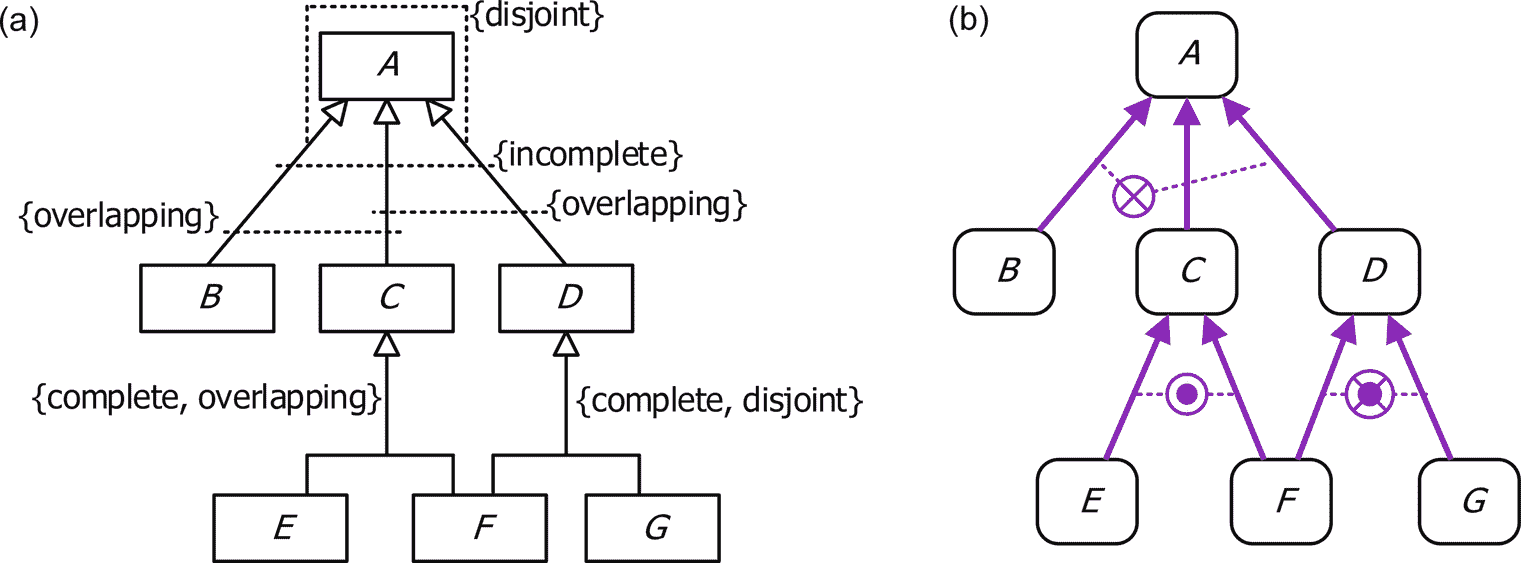 (a)
{disjoint}
A
{incomplete}
{overlapping}
{overlapping}
B
C
D
{complete, overlapping}
{complete, disjoint}
E
F
G
(b)
A
B
C
D
E
F
G